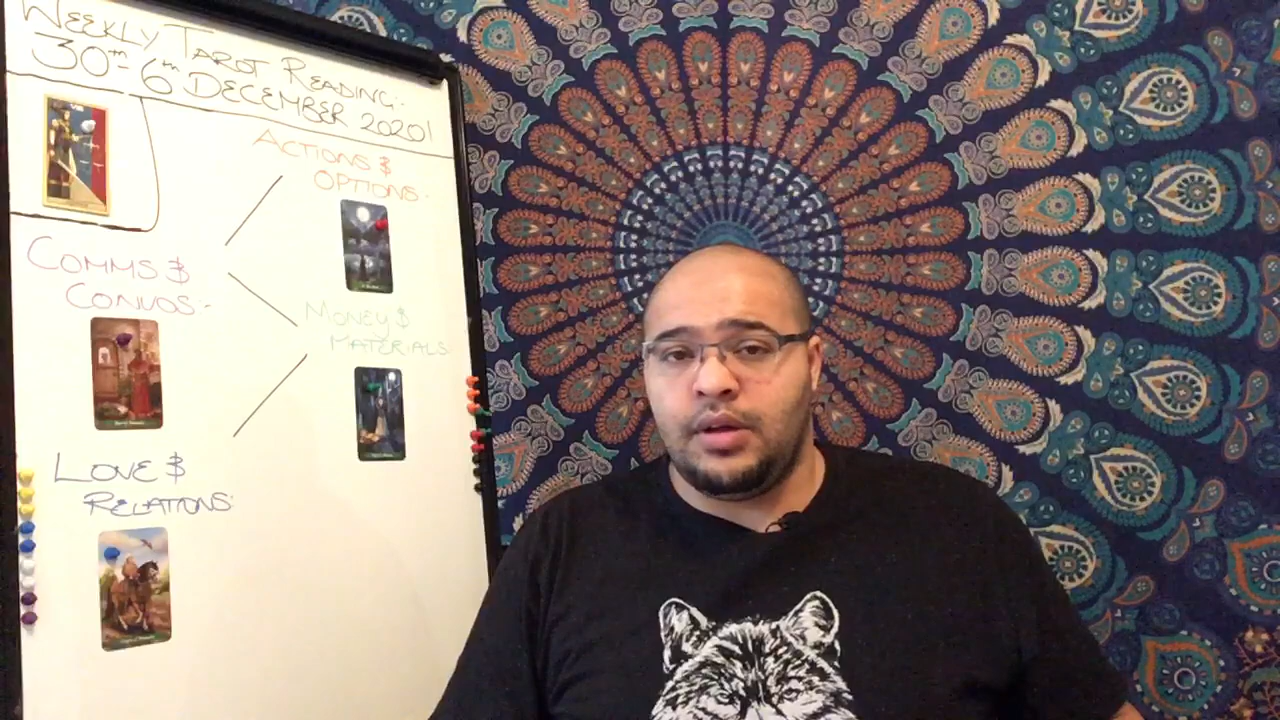 WEEKLY TAROT READING:-
30TH - 6TH DECEMBER 2020!
ACTIONS &
OPTIONS:-
COMMS &
CONVOS:-
MONEY &
MATERIALS
LOVE &
RELATIONS: